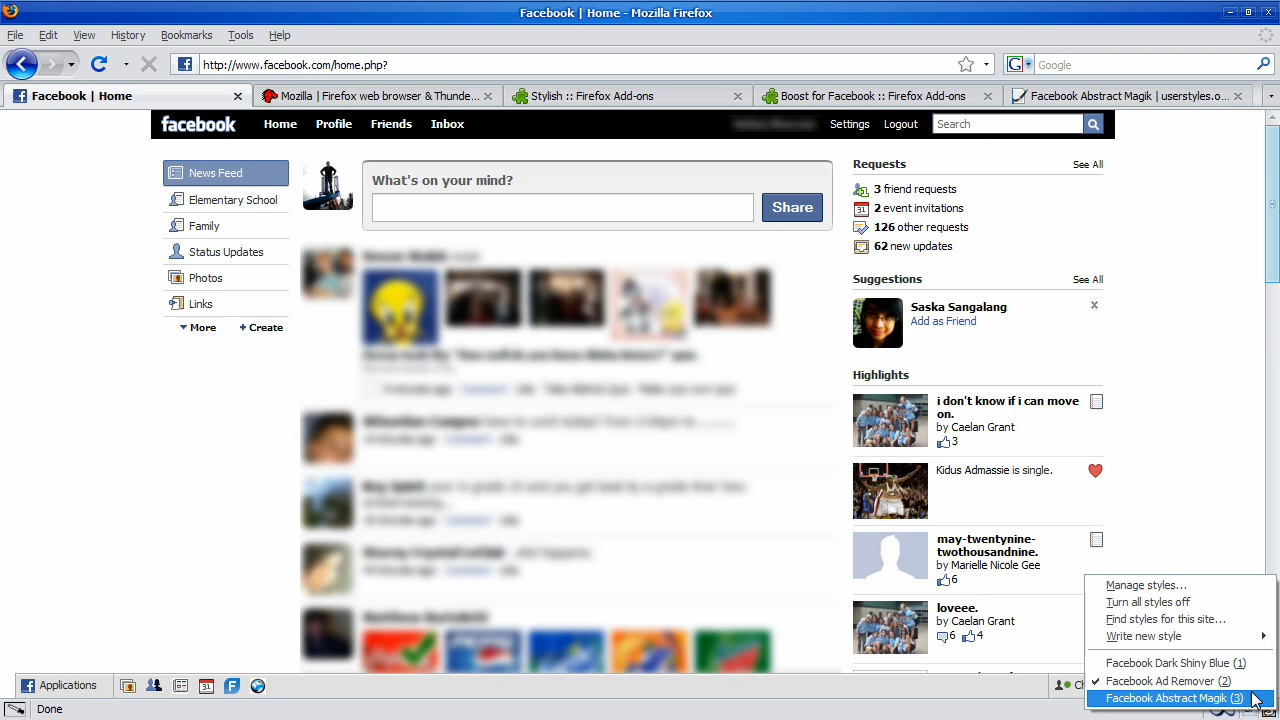 Facebook | Home - Mozilla Firefox
File Edit View History Bookmarks Tools Help
http://www.facebook.com/home.php?
Google
Facebook | Home
Mozilla | Firefox web browser & Thunde...
Stylish :: Firefox Add-ons
Boost for Facebook :: Firefox Add-ons
Facebook Abstract Magik | userstyles.o...
facebook Home Profile Friends Inbox Settings Logout Search
News Feed
Elementary School
Family
Status Updates
Photos
Links
More Create
What's on your mind?
Share
Requests See All
3 friend requests
2 event invitations
126 other requests
62 new updates
Suggestions See All
Saska Sangalang
Add as Friend
Highlights
i don't know if i can move
on.
by Caelan Grant
3
Kidus Admassie is single.
may-twentynine-
twothousandnine.
by Marielle Nicole Gee
6
loveee.
by Caelan Grant
6 4
Manage styles...
Turn all styles off
Find styles for this site...
Write new style
Facebook Dark Shiny Blue (1)
Facebook Ad Remover (2)
Facebook Abstract Magik (3)
Applications
Done